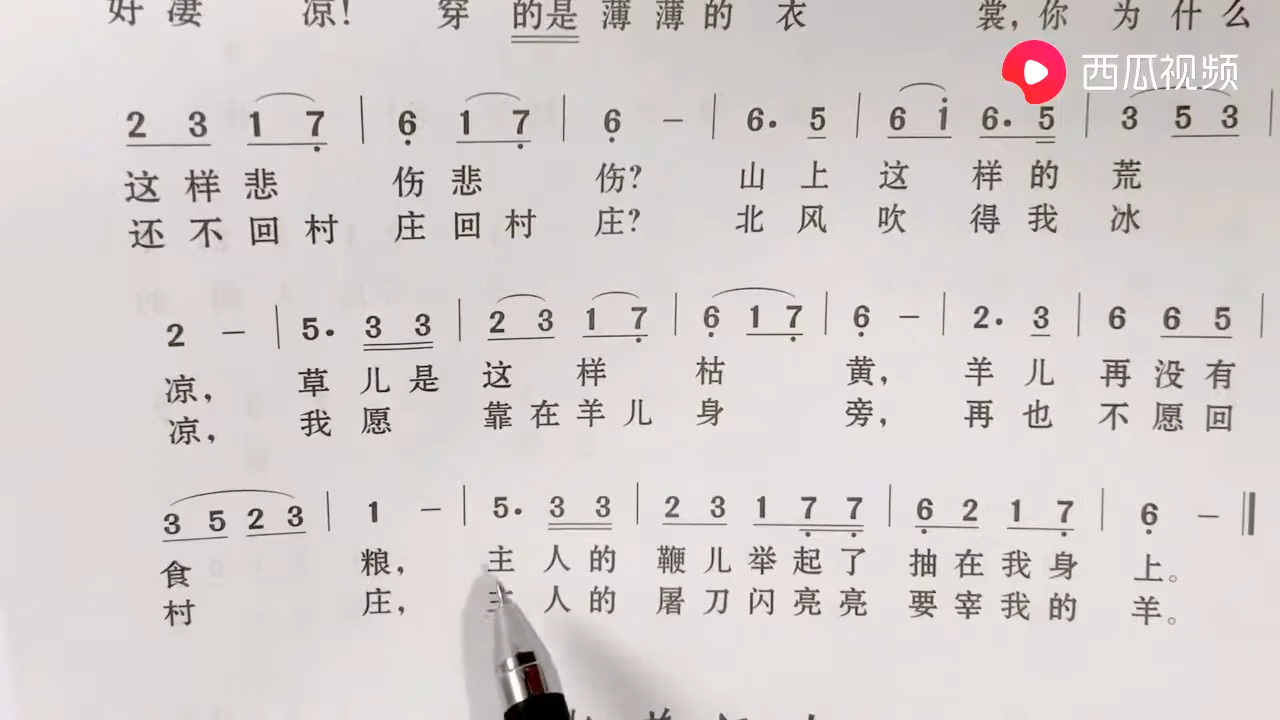 好凄凉！穿的是薄薄的衣裳，你为什么
西瓜视频
2 3 1 7 | 6 1 7 | 6 － | 6. 5 | 6 i 6. 5 | 3 5 3 |
这样悲伤悲伤？山上这样的荒
还不回村庄回村庄？北风吹得我冰
2 － | 5. 3 3 | 2 3 1 7 | 6 1 7 | 6 － | 2. 3 | 6 6 5 |
凉，草儿是这样枯黄，羊儿再没有
凉，我愿靠在羊儿身旁，再也不愿回
3 5 2 3 | 1 － | 5. 3 3 | 2 3 1 7 7 | 6 2 1 7 | 6 － ‖
食粮，主人的鞭儿举起了抽在我身上。
村庄，主人的屠刀闪亮亮要宰我的羊。